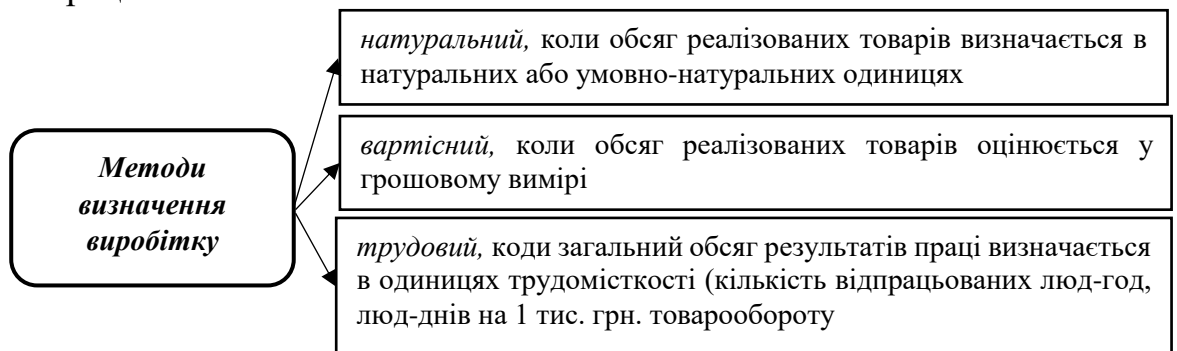 натуральний, коли обсяг реалізованих товарів визначається в
натуральних або умовно-натуральних одиницях
вартісний, коли обсяг реалізованих товарів оцінюється у
грошовому вимірі
Методи
визначення
виробітку
трудовий, коди загальний обсяг результатів праці визначається
в одиницях трудомісткості (кількість відпрацьованих люд-год,
люд-днів на 1 тис. грн. товарообороту